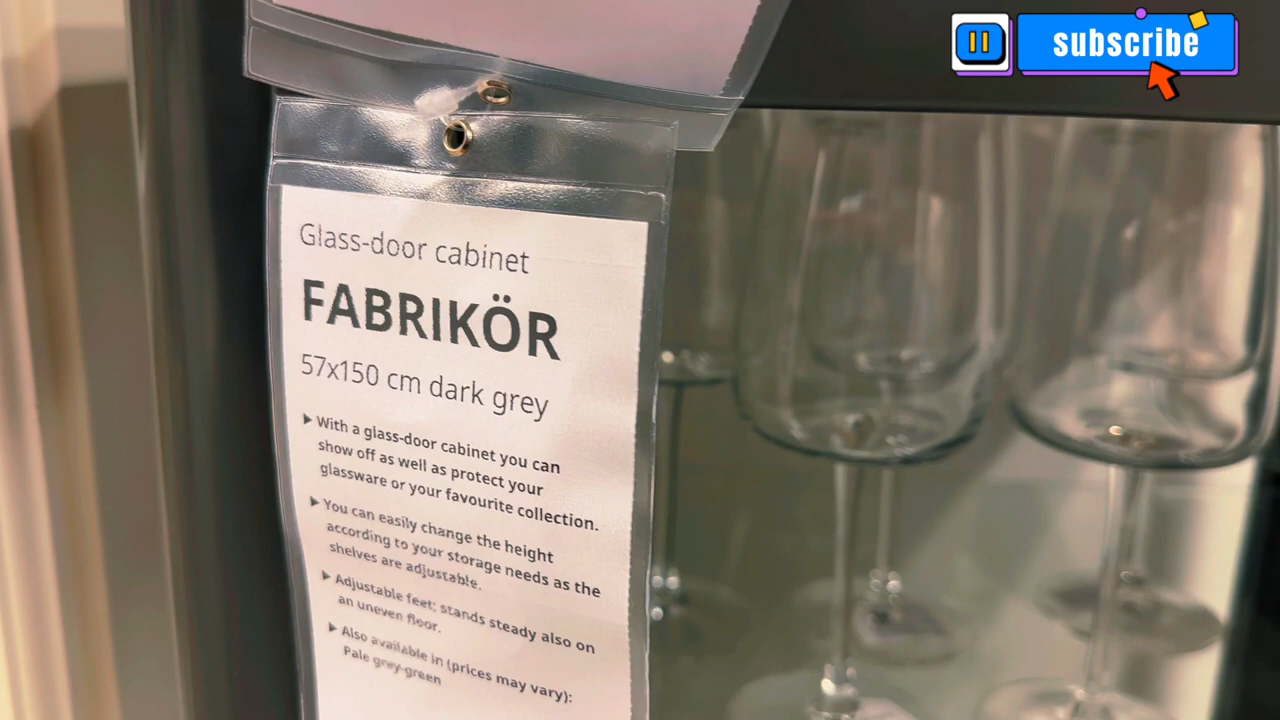 subscribe
Glass-door cabinet
FABRIKÖR
57x150 cm dark grey
With a glass-door cabinet you can
show off as well as protect your
glassware or your favourite collection.
You can easily change the height
according to your storage needs as the
shelves are adjustable.
Adjustable feet; stands steady also on
an uneven floor.
Also available in (prices may vary):
Pale grey-green